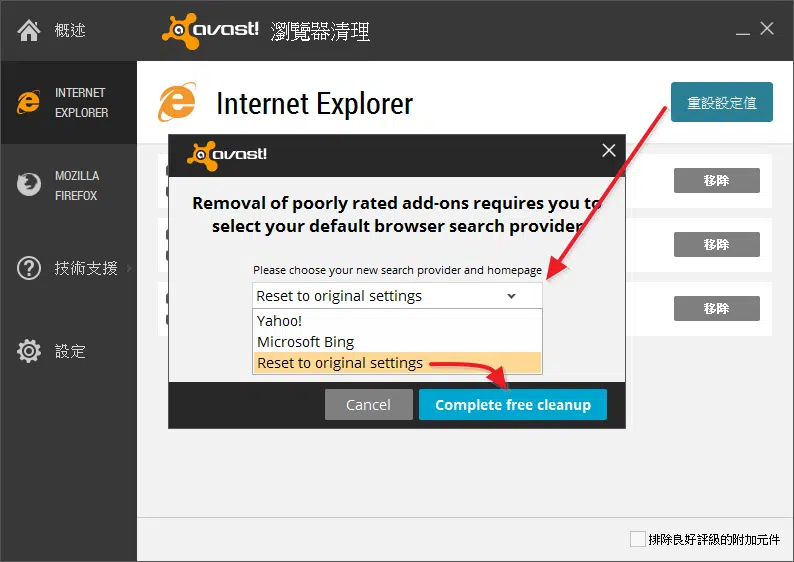 概述
avast! 瀏覽器清理
INTERNET
EXPLORER
MOZILLA
FIREFOX
技術支援
設定
Internet Explorer
重設設定值
移除
移除
移除
avast!
Removal of poorly rated add-ons requires you to
select your default browser search provider
Please choose your new search provider and homepage
Reset to original settings
Yahoo!
Microsoft Bing
Reset to original settings
Cancel
Complete free cleanup
排除良好評級的附加元件